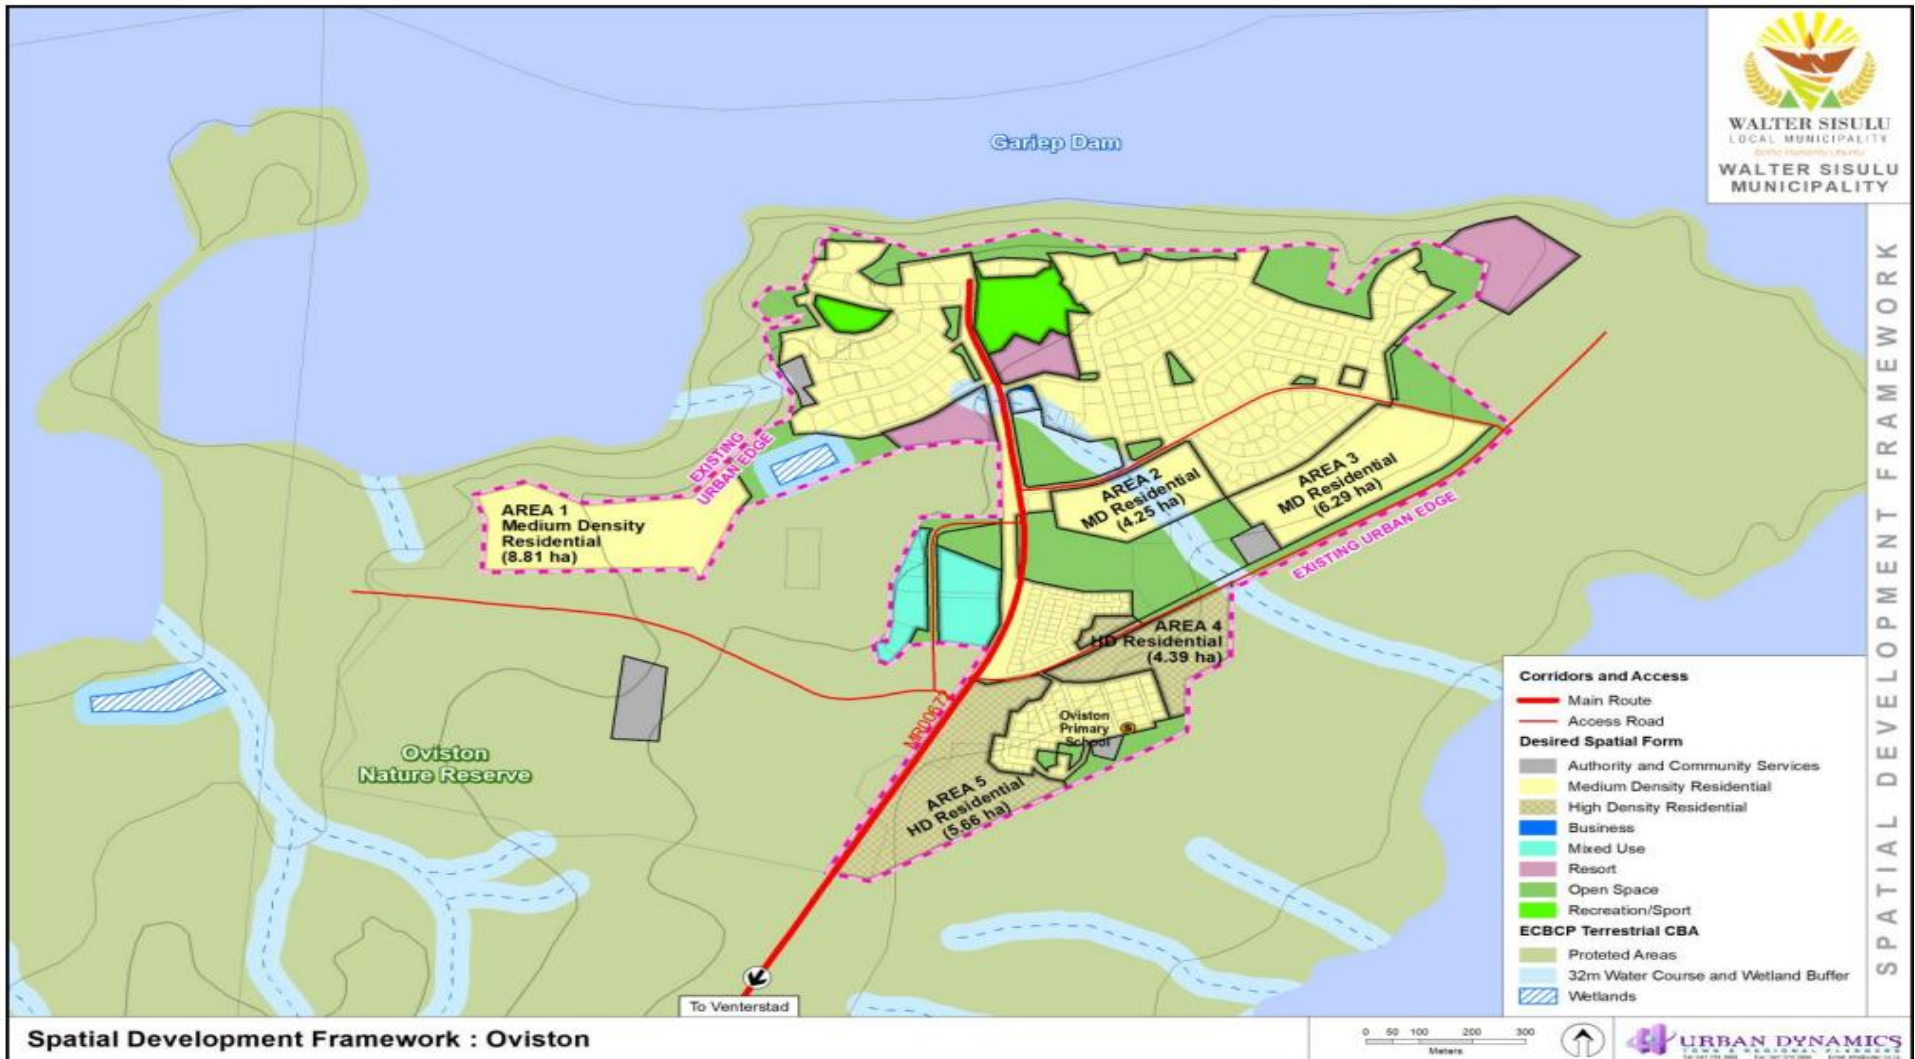 WALTER SISULU
LOCAL MUNICIPALITY
WALTER SISULU
MUNICIPALITY
SPATIAL DEVELOPMENT FRAMEWORK
Gariep Dam
EXISTING
URBAN EDGE
AREA 1
Medium Density
Residential
(8.81 ha)
AREA 2
MD Residential
(4.25 ha)
AREA 3
MD Residential
(6.29 ha)
EXISTING URBAN EDGE
AREA 4
HD Residential
(4.39 ha)
Oviston
Primary
School
S
AREA 5
HD Residential
(5.66 ha)
Oviston
Nature Reserve
To Venterstad
Corridors and Access
Main Route
Access Road
Desired Spatial Form
Authority and Community Services
Medium Density Residential
High Density Residential
Business
Mixed Use
Resort
Open Space
Recreation/Sport
ECBCP Terrestrial CBA
Proteted Areas
32m Water Course and Wetland Buffer
Wetlands
Spatial Development Framework : Oviston
0 50 100 200 300
Meters
URBAN DYNAMICS
TOWN & REGIONAL PLANNERS